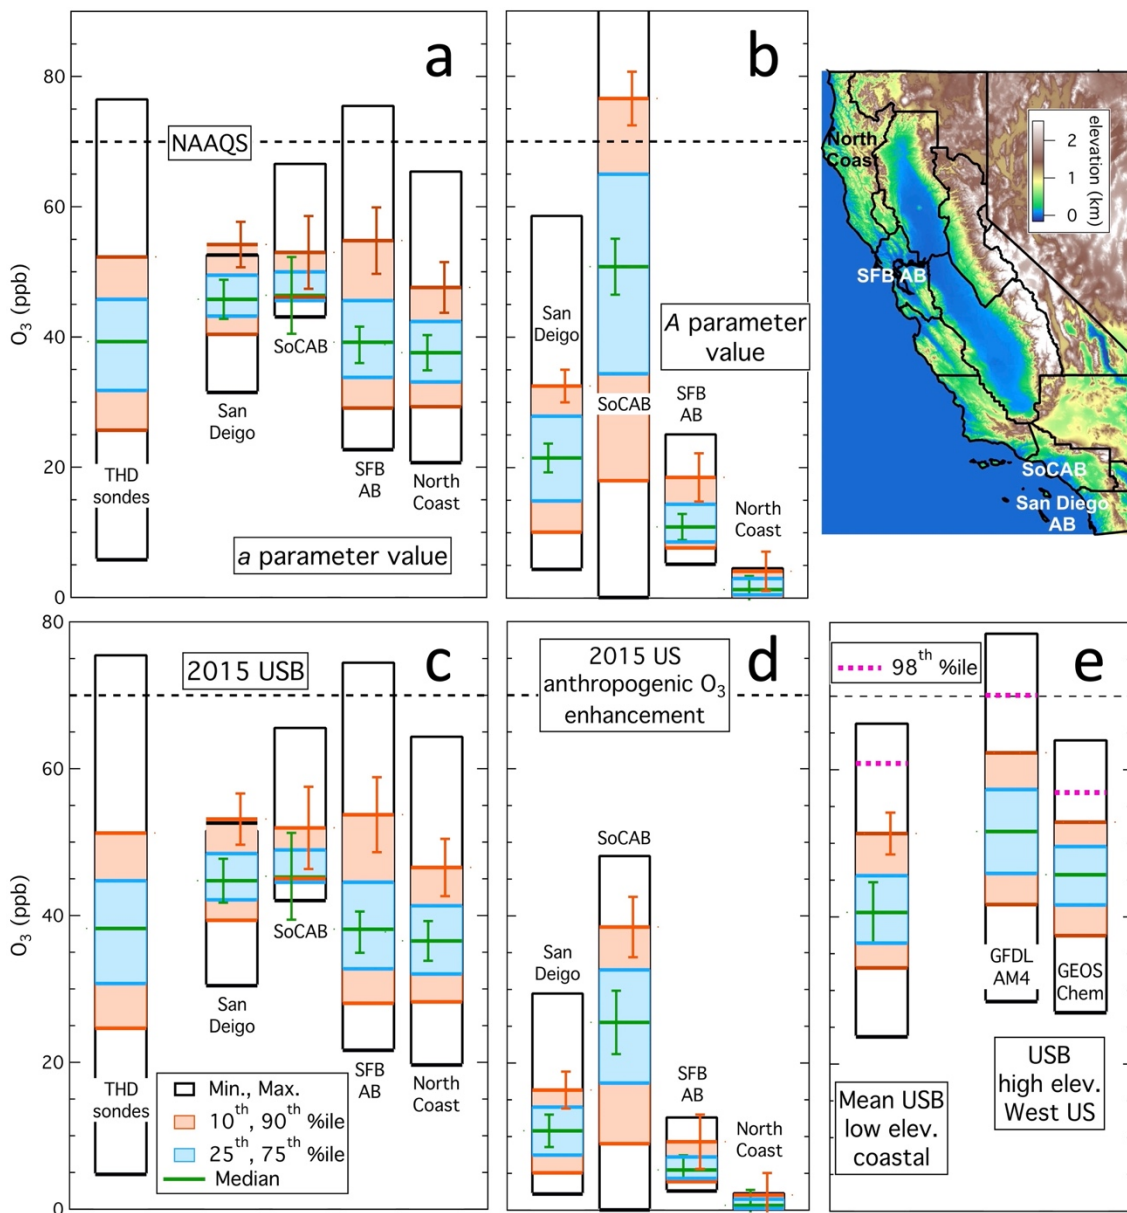 a
b
80
60
40
20
0
O3 (ppb)
NAAQS
THD
sondes
San
Deigo
SoCAB
SFB
AB
North
Coast
a parameter value
San
Deigo
SoCAB
SFB
AB
North
Coast
A parameter
value
North
Coast
SFB AB
SoCAB
San Diego
AB
2
1
0
elevation (km)
c
d
e
80
60
40
20
0
O3 (ppb)
2015 USB
THD
sondes
San
Deigo
SoCAB
SFB
AB
North
Coast
Min., Max.
10th, 90th %ile
25th, 75th %ile
Median
2015 US
anthropogenic O3
enhancement
San
Deigo
SoCAB
SFB
AB
North
Coast
98th %ile
GFDL
AM4
GEOS
Chem
Mean USB
low elev.
coastal
USB
high elev.
West US